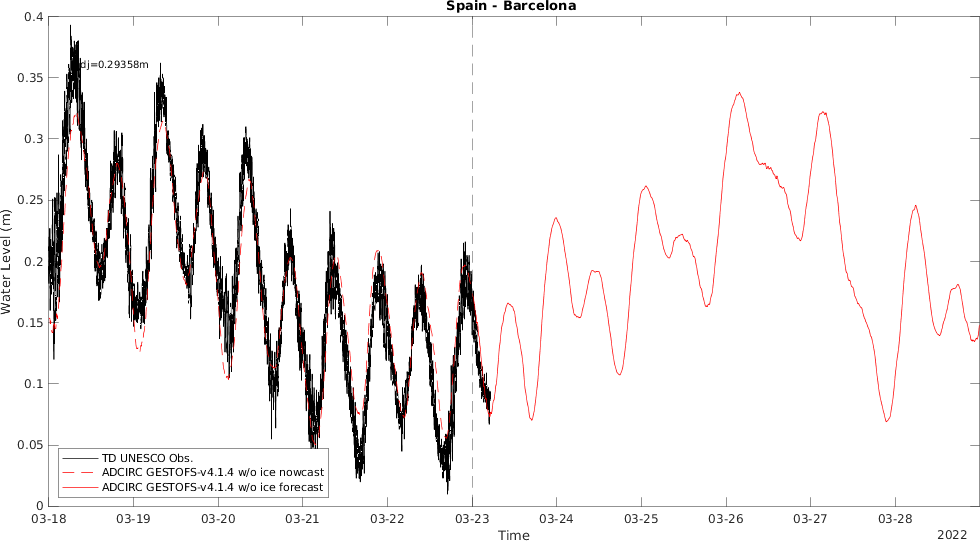 Spain - Barcelona
0.4
0.35
0.3
0.25
0.2
0.15
0.1
0.05
0
Water Level (m)
dj=0.29358m
TD UNESCO Obs.
ADCIRC GESTOFS-v4.1.4 w/o ice nowcast
ADCIRC GESTOFS-v4.1.4 w/o ice forecast
03-18 03-19 03-20 03-21 03-22 03-23 03-24 03-25 03-26 03-27 03-28
Time
2022